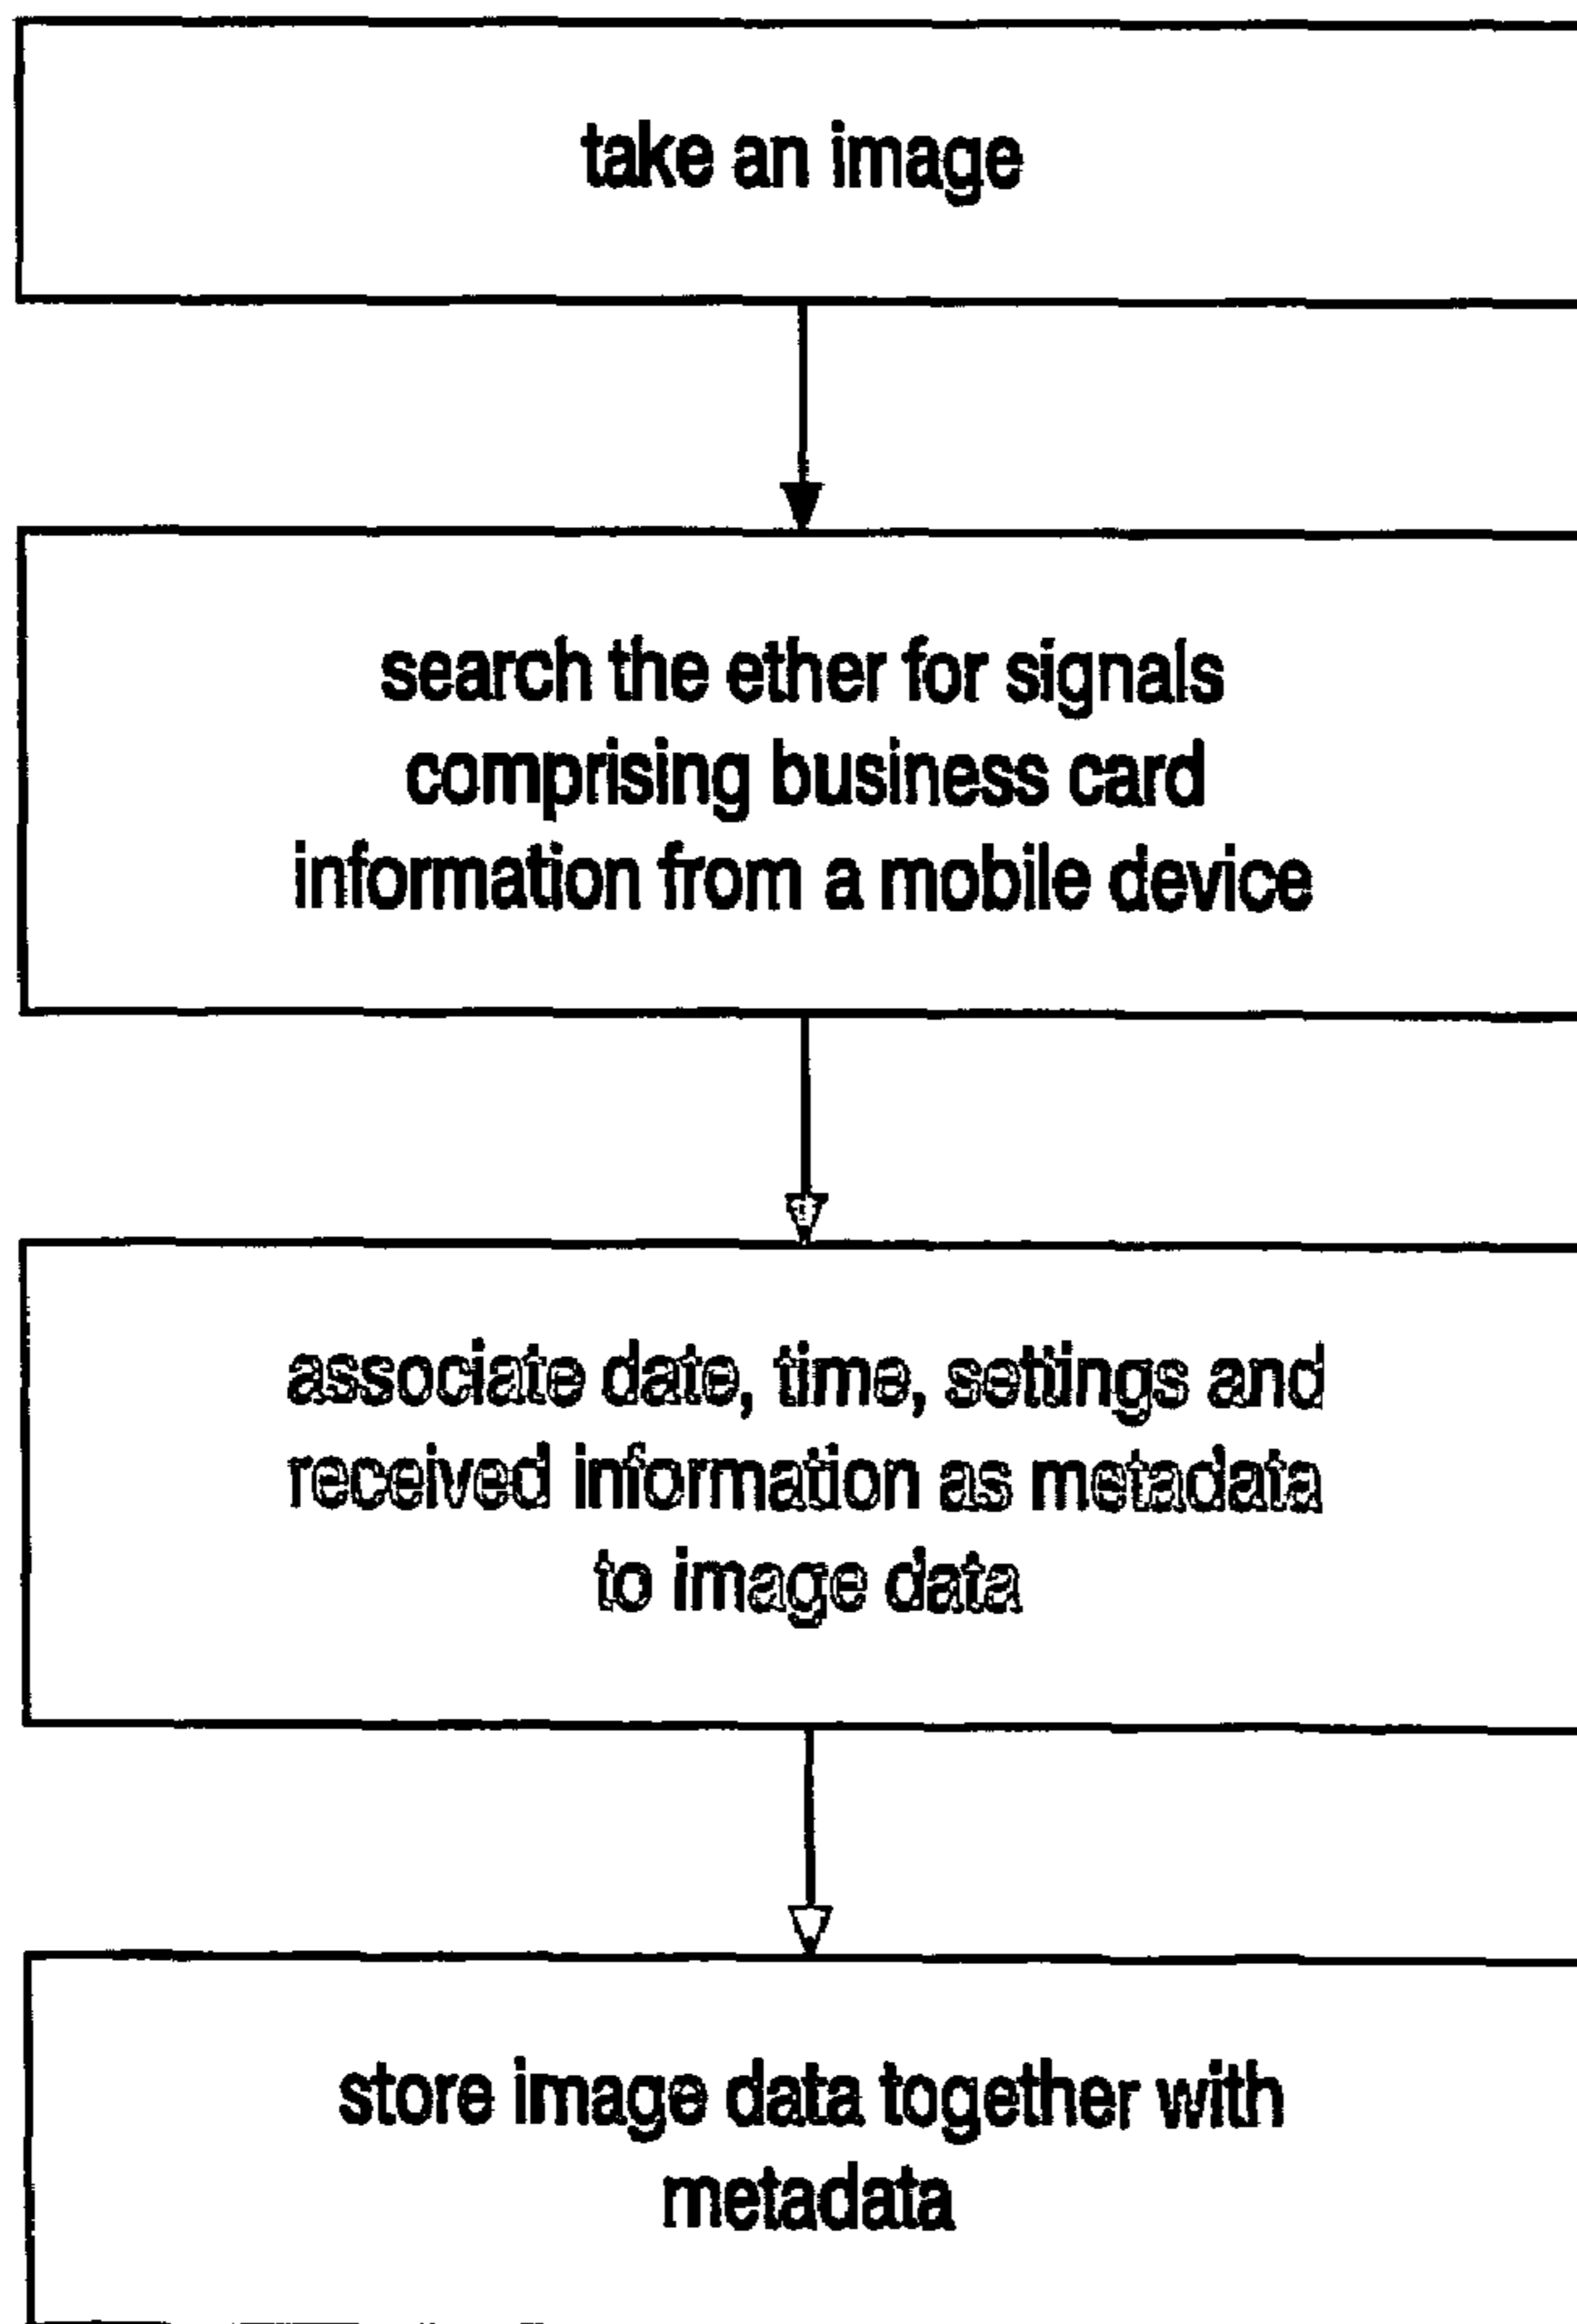 take an image
search the ether for signals
comprising business card
information from a mobile device
associate date, time, settings and
received information as metadata
to image data
store image data together with
metadata